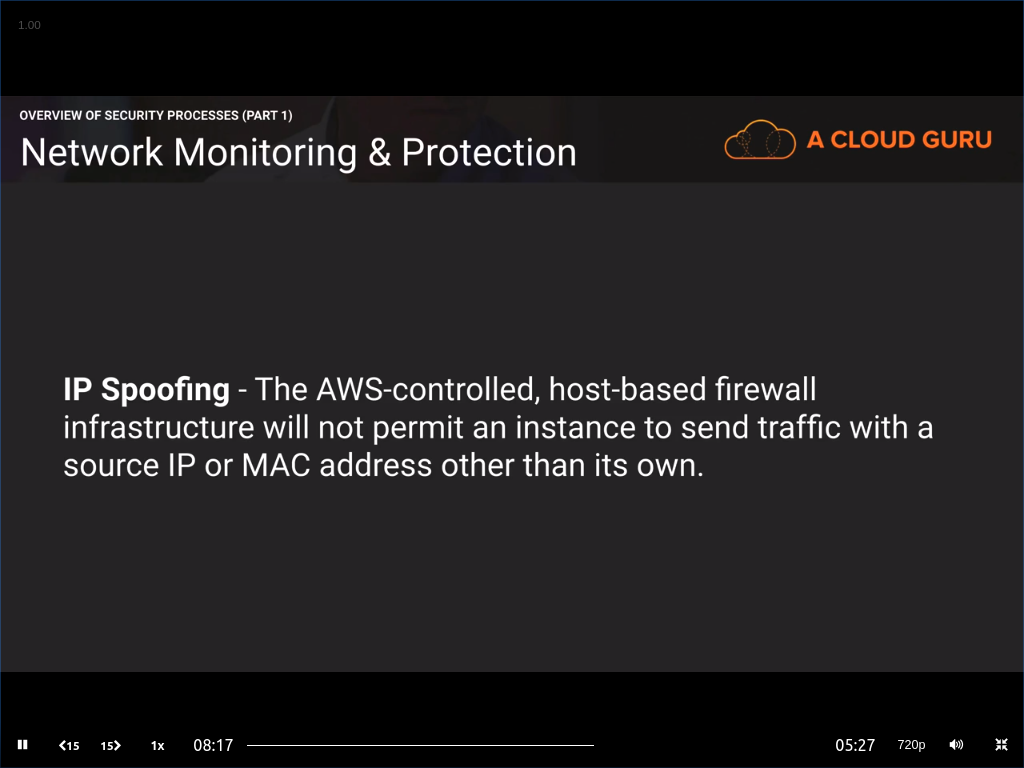 1.00
OVERVIEW OF SECURITY PROCESSES (PART 1)
Network Monitoring & Protection
A CLOUD GURU
IP Spoofing - The AWS-controlled, host-based firewall
infrastructure will not permit an instance to send traffic with a
source IP or MAC address other than its own.
15 15 1x 08:17 05:27 720p